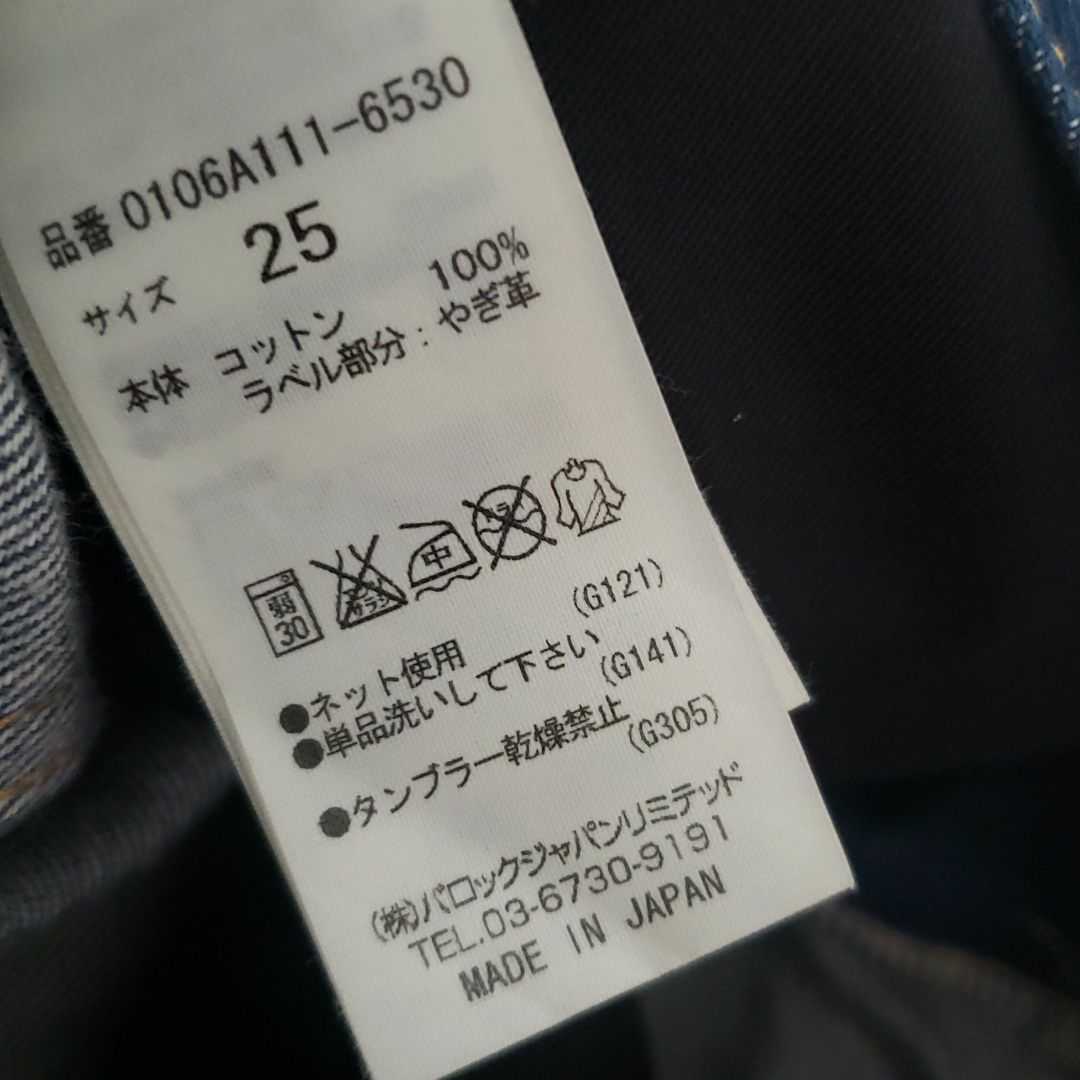 品番 0106A111-6530
サイズ 25
本体 コットン 100%
ラベル部分：やぎ革
弱 30 中
●ネット使用 (G121)
●単品洗いして下さい (G141)
●タンブラー乾燥禁止 (G305)
(株)バロックジャパンリミテッド
TEL.03-6730-9191
MADE IN JAPAN